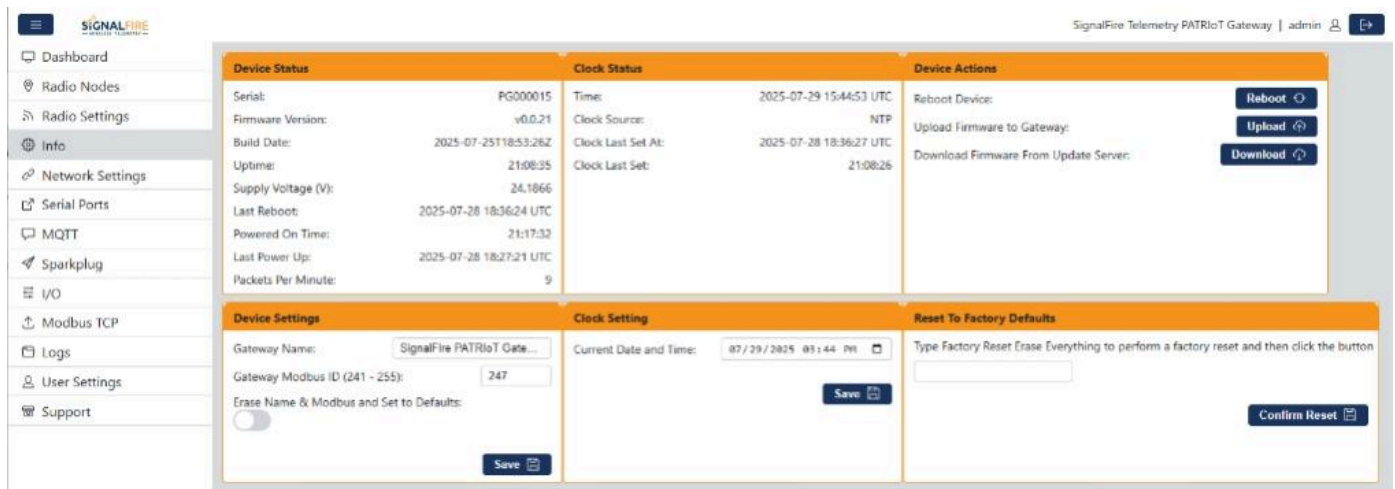 SIGNALFIRE
WIRELESS TELEMETRY
SignalFire Telemetry PATRIoT Gateway | admin
Dashboard
Radio Nodes
Radio Settings
Info
Network Settings
Serial Ports
MQTT
Sparkplug
I/O
Modbus TCP
Logs
User Settings
Support
Device Status
Serial: PG000015
Firmware Version: v0.0.21
Build Date: 2025-07-25T18:53:26Z
Uptime: 21:08:35
Supply Voltage (V): 24.1866
Last Reboot: 2025-07-28 18:36:24 UTC
Powered On Time: 21:17:32
Last Power Up: 2025-07-28 18:27:21 UTC
Packets Per Minute: 9
Clock Status
Time: 2025-07-29 15:44:53 UTC
Clock Source: NTP
Clock Last Set At: 2025-07-28 18:36:27 UTC
Clock Last Set: 21:08:26
Device Actions
Reboot Device: Reboot
Upload Firmware to Gateway: Upload
Download Firmware From Update Server: Download
Device Settings
Gateway Name: SignalFire PATRIoT Gate...
Gateway Modbus ID (241 - 255): 247
Erase Name & Modbus and Set to Defaults:
Save
Clock Setting
Current Date and Time: 07/29/2025 03:44 PM
Save
Reset To Factory Defaults
Type Factory Reset Erase Everything to perform a factory reset and then click the button
Confirm Reset